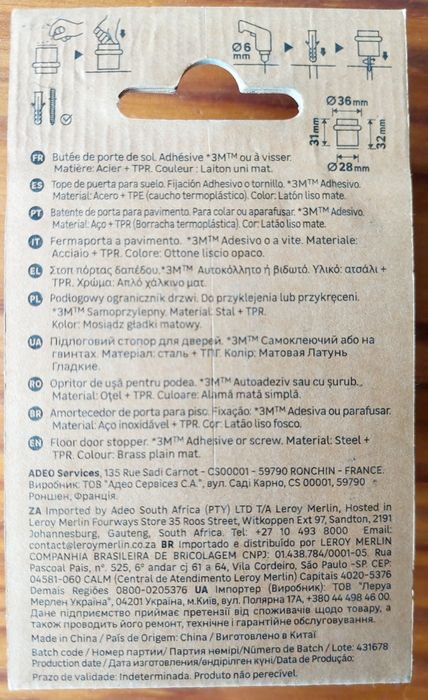 Ø 6 mm
Ø36 mm
31 mm
32 mm
Ø28 mm
FR Butée de porte de sol. Adhésive *3M™ ou à visser.
Matière: Acier + TPR. Couleur : Laiton uni mat.
ES Tope de puerta para suelo. Fijación Adhesivo o tornillo. *3M™ Adhesivo.
Material: Acero + TPE (caucho termoplástico). Color: Latón liso mate.
PT Batente de porta para pavimento. Para colar ou aparafusar. *3M™ Adesivo.
Material: Aço + TPR (Borracha termoplástica). Cor: Latão liso mate.
IT Fermaporta a pavimento. *3M™ Adesivo o a vite. Materiale:
Acciaio + TPR. Colore: Ottone liscio opaco.
EL Στοπ πόρτας δαπέδου.*3M™ Αυτοκόλλητο ή βιδωτό. Υλικό: ατσάλι +
TPR. Χρώμα: Απλό χάλκινο ματ.
PL Podłogowy ogranicznik drzwi. Do przyklejenia lub przykręceni.
*3M™ Samoprzylepny. Material: Stal + TPR.
Kolor: Mosiądz gładki matowy.
UA Підлоговий стопор для дверей. *3M™ Самоклеючий або на
гвинтах. Матеріал: сталь + ТПГ. Колір: Матовая Латунь
Гладкие.
RO Opritor de ușă pentru podea. *3M™ Autoadeziv sau cu șurub.
Material: Oțel + TPR. Culoare: Alamă mată simplă.
BR Amortecedor de porta para piso. Fixação: *3M™ Adesiva ou parafusar.
Material: Aço inoxidável + TPR. Cor: Latão liso fosco.
EN Floor door stopper. *3M™ Adhesive or screw. Material: Steel +
TPR. Colour: Brass plain mat.
ADEO Services, 135 Rue Sadi Carnot - CS00001 - 59790 RONCHIN - FRANCE.
Виробник: ТОВ "Адео Сервісез С.А.", вул. Саді Карно, CS 00001, 59790
Роншен, Франція.
ZA Imported by Adeo South Africa (PTY) LTD T/A Leroy Merlin, Hosted in
Leroy Merlin Fourways Store 35 Roos Street, Witkoppen Ext 97, Sandton, 2191
Johannesburg, Gauteng, South Africa. Tel: +27 10 493 8000 email:
contact@leroymerlin.co.za BR Importado e distribuído por LEROY MERLIN
COMPANHIA BRASILEIRA DE BRICOLAGEM CNPJ: 01.438.784/0001-05. Rua
Pascoal Pais, n°. 525, 6° andar cj 61 a 64, Vila Cordeiro, São Paulo -SP. CEP:
04581-060 CALM (Central de Atendimento Leroy Merlin) Capitais 4020-5376
Demais Regiões 0800-0205376 UA Імпортер (Виробник): ТОВ "Леруа
Мерлен Україна", 04201 Україна, м.Київ, вул. Полярна 17А, +380 44 498 46 00.
Дане підприємство приймає претензії від споживачів щодо товару, а
також проводить його ремонт, технічне і гарантійне обслуговування.
Made in China / País de Origem: China / Вироблено в Китаї
Batch code / Номер партии / Партия нөмірі/Número de Batch / Lote: 431678
Production date / Дата изготовления/өндірілген күні/Data de Produção:
Prazo de validade: Indeterminada. Produto não perecível.